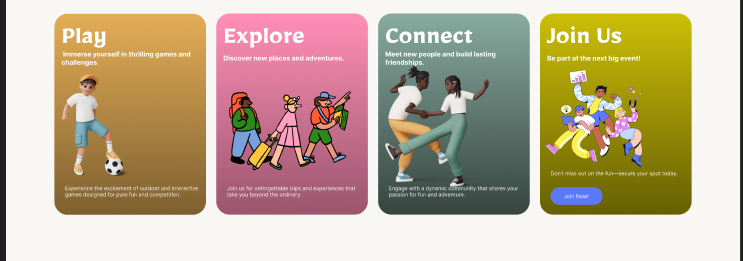 Play
Immerse yourself in thrilling games and
challenges.
Experience the excitement of outdoor and interactive
games designed for pure fun and competition.
Explore
Discover new places and adventures.
Join us for unforgettable trips and experiences that
take you beyond the ordinary.
Connect
Meet new people and build lasting
friendships.
Engage with a dynamic community that shares your
passion for fun and adventure.
Join Us
Be part of the next big event!
Don't miss out on the fun—secure your spot today.
Join Now!